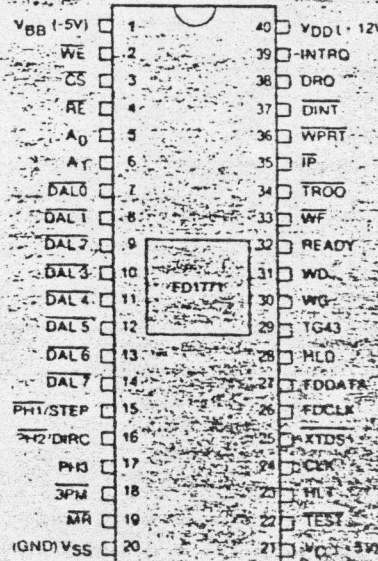 VBB (-5V) 1 40 VDD (+12V
WE 2 39 INTRQ
CS 3 38 DRQ
RE 4 37 DINT
A0 5 36 WPRT
A1 6 35 IP
DAL0 7 34 TROO
DAL1 8 33 WF
DAL2 9 32 READY
DAL3 10 31 WD
DAL4 11 FD1771 30 WG
DAL5 12 29 TG43
DAL6 13 28 HLD
DAL7 14 27 FDDATA
PH1/STEP 15 26 FDCLK
PH2/DIRC 16 25 XTDS
PH3 17 24 CLK
3PM 18 23 HLT
MR 19 22 TEST
(GND) VSS 20 21 VCC (+5V)